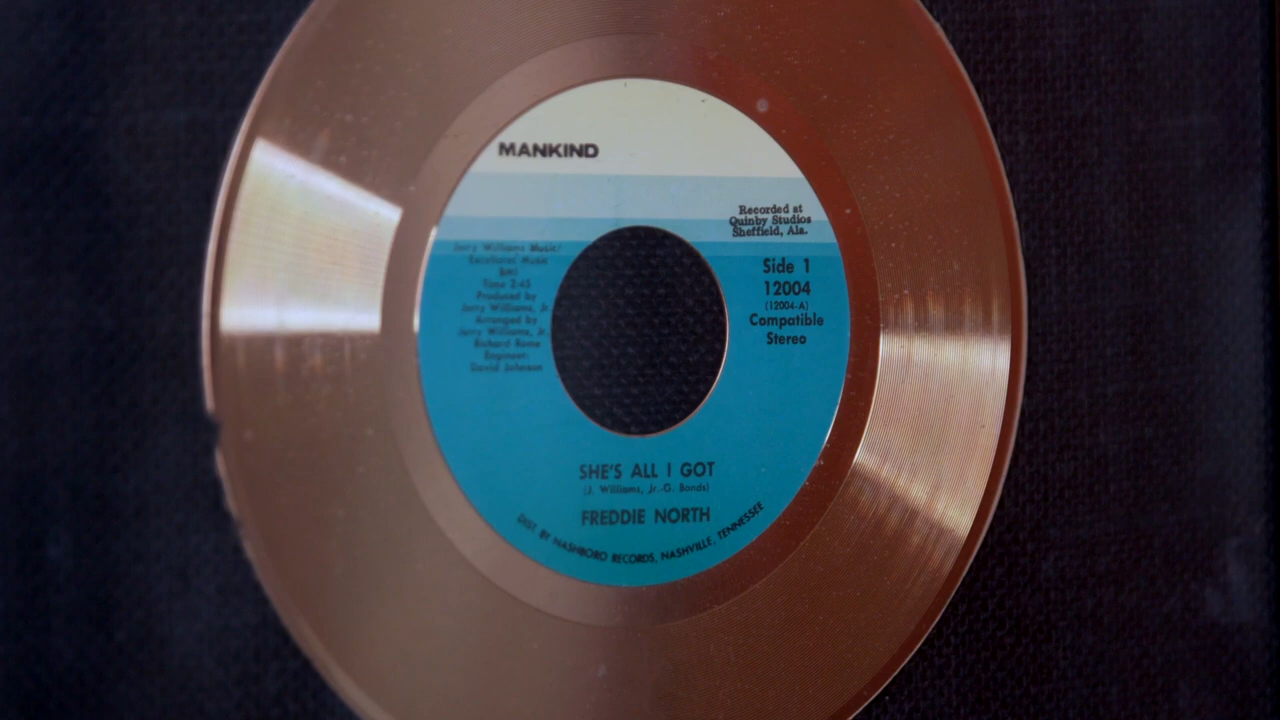 MANKIND
Recorded at
Quinby Studios
Sheffield, Ala.
Jerry Williams Music/
Excellorec Music
BMI
Time 2:45
Produced by
Jerry Williams, Jr.
Arranged by
Jerry Williams, Jr.
Richard Rome
Engineer:
David Johnson
Side 1
12004
(12004-A)
Compatible
Stereo
SHE'S ALL I GOT
(J. Williams, Jr.-G. Bonds)
FREDDIE NORTH
DIST. BY NASHBORO RECORDS, NASHVILLE, TENNESSEE